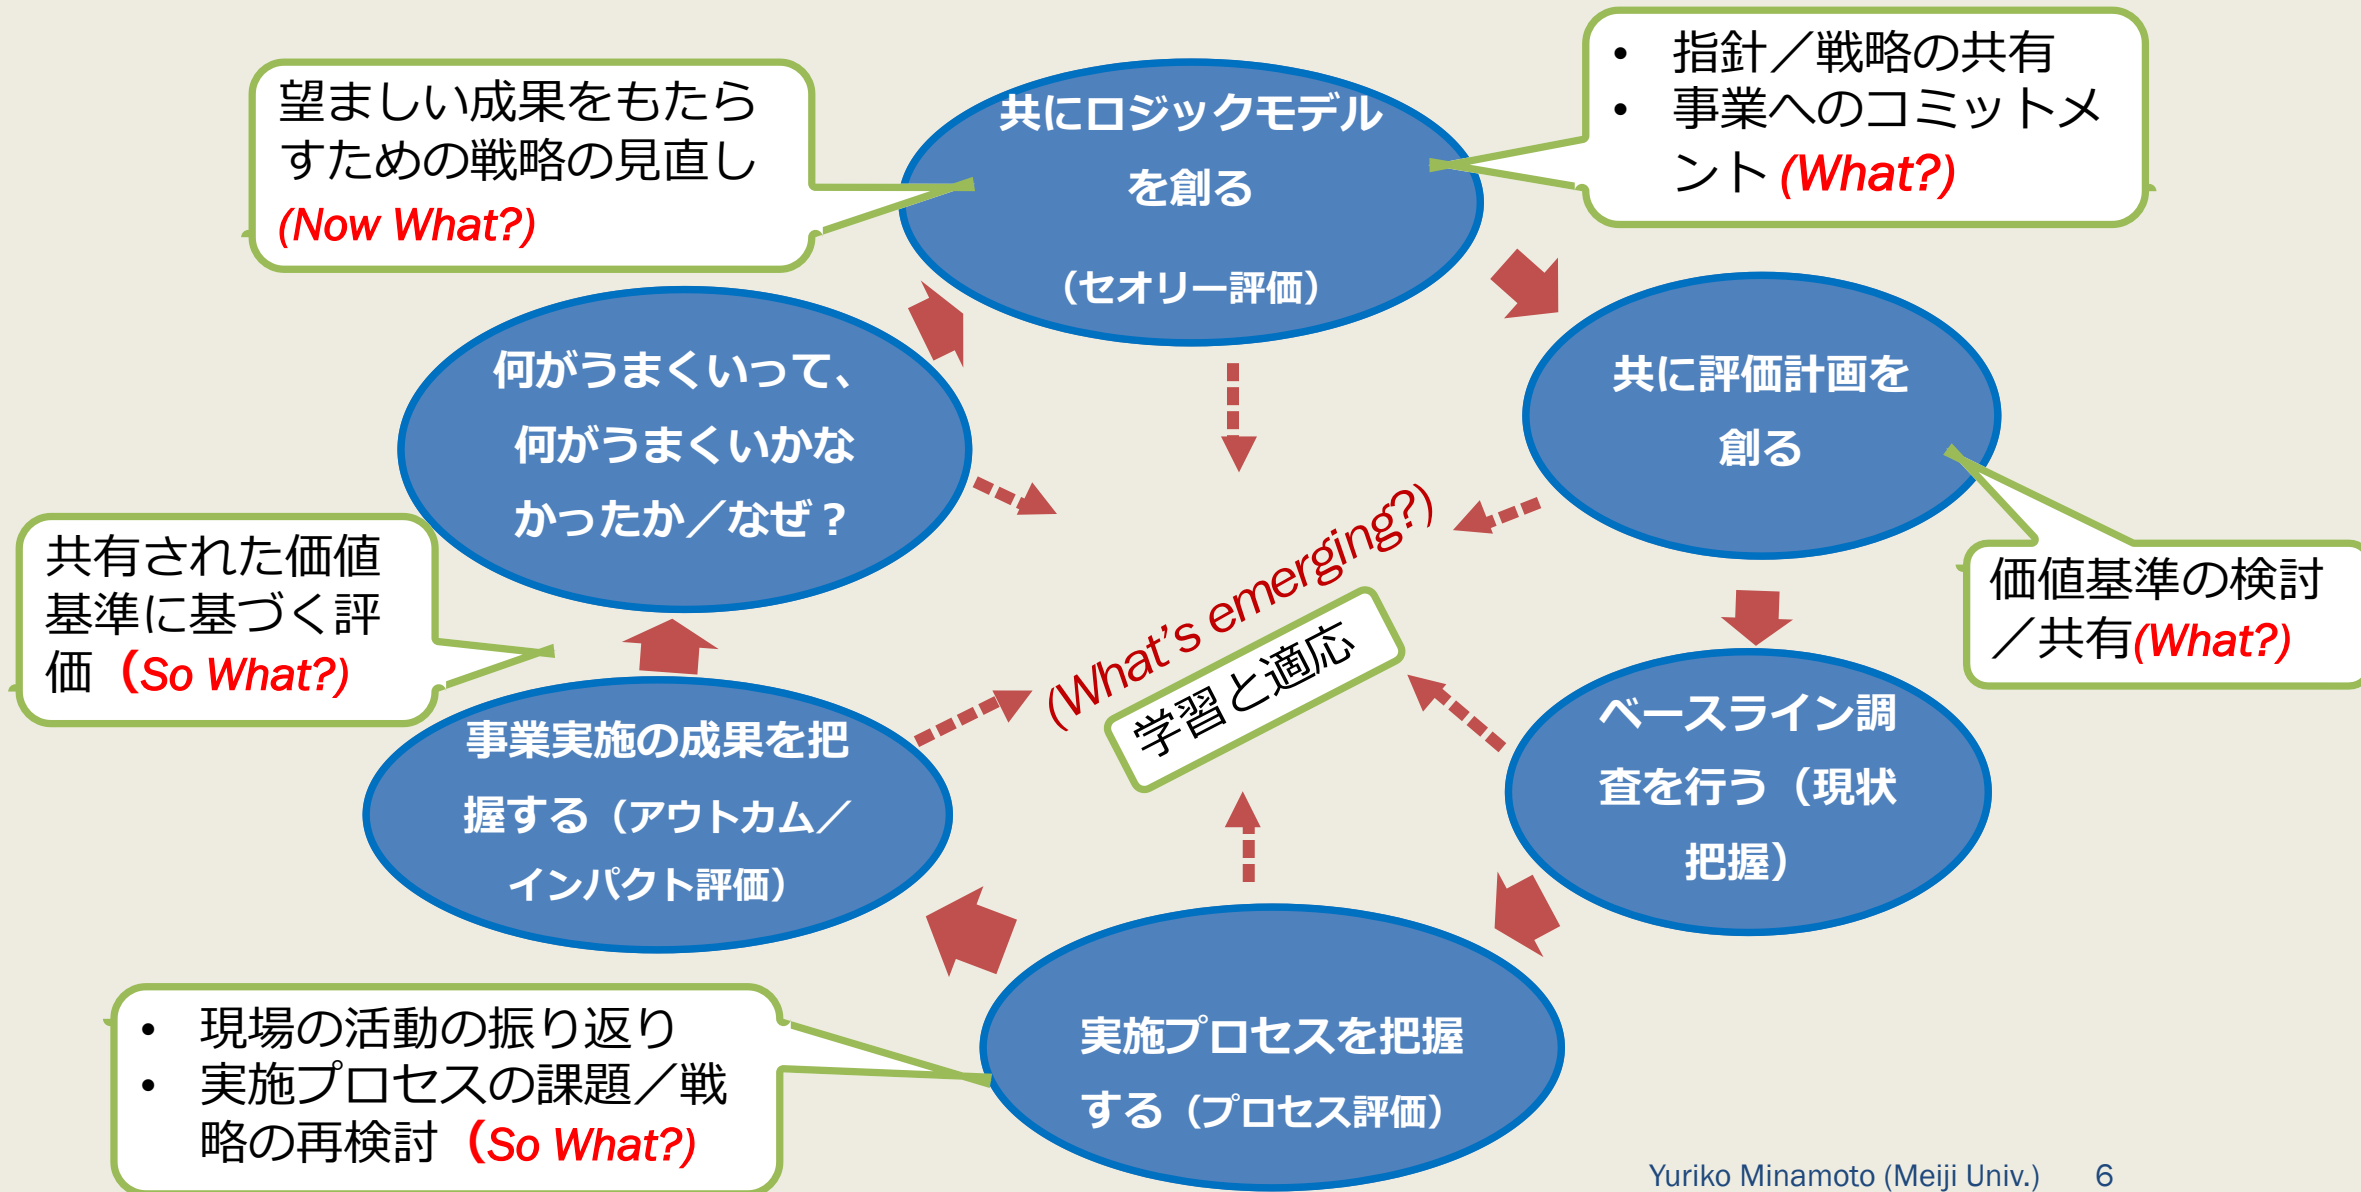 望ましい成果をもたら
すための戦略の見直し
(Now What?)
共にロジックモデル
を創る
（セオリー評価）
• 指針／戦略の共有
• 事業へのコミットメ
ント(What?)
何がうまくいって、
何がうまくいかな
かったか／なぜ？
共に評価計画を
創る
共有された価値
基準に基づく評
価（So What?)
(What's emerging?)
学習と適応
価値基準の検討
／共有(What?)
事業実施の成果を把
握する（アウトカム／
インパクト評価）
ベースライン調
査を行う（現状
把握）
• 現場の活動の振り返り
• 実施プロセスの課題／戦
略の再検討（So What?)
実施プロセスを把握
する（プロセス評価）
Yuriko Minamoto (Meiji Univ.) 6